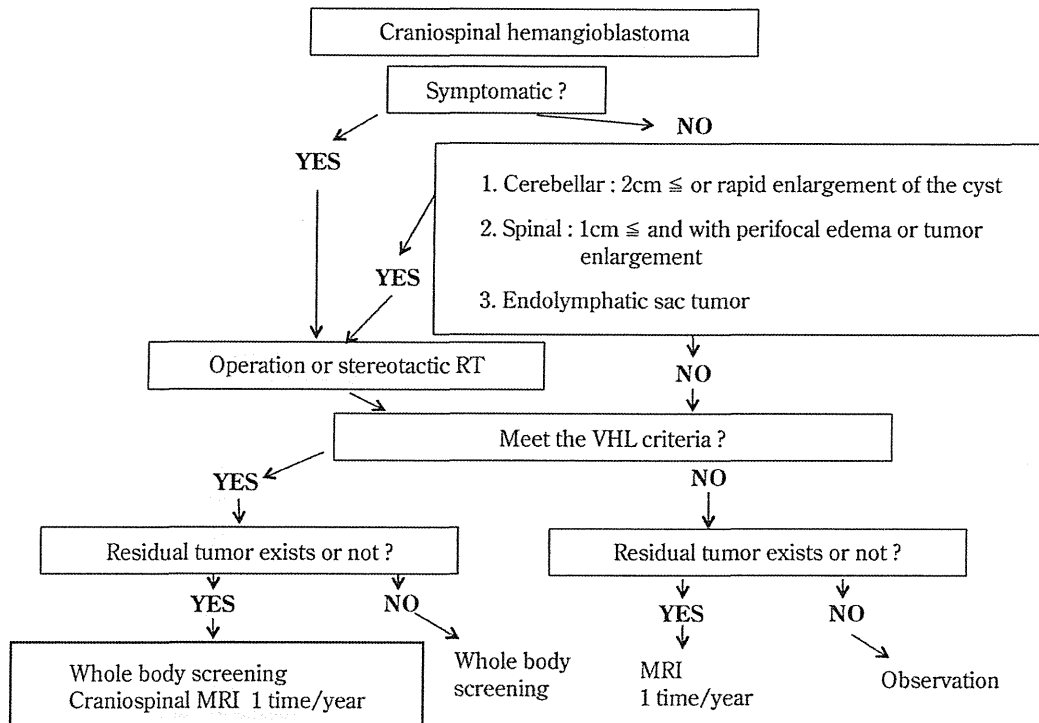 Craniospinal hemangioblastoma
Symptomatic ?
NO
YES
1. Cerebellar : 2cm ≦ or rapid enlargement of the cyst
2. Spinal : 1cm ≦ and with perifocal edema or tumor
enlargement
3. Endolymphatic sac tumor
YES
Operation or stereotactic RT
NO
Meet the VHL criteria ?
YES
NO
Residual tumor exists or not ?
Residual tumor exists or not ?
YES
NO
YES
NO
Whole body screening
Craniospinal MRI 1 time/year
Whole body
screening
MRI
1 time/year
Observation